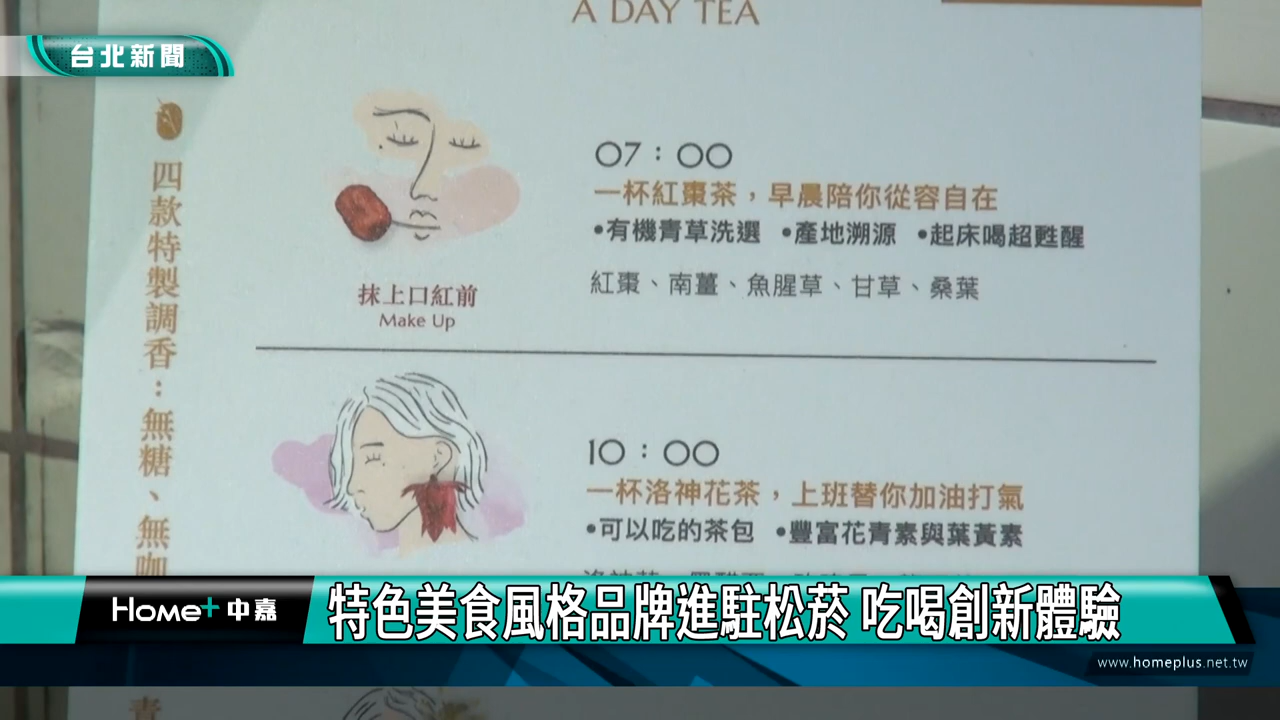 A DAY TEA
台北新聞
四款特製調香：無糖、無咖
07：00
一杯紅棗茶，早晨陪你從容自在
•有機青草洗選 •產地溯源 •起床喝超甦醒
紅棗、南薑、魚腥草、甘草、桑葉
抹上口紅前
Make Up
10：00
一杯洛神花茶，上班替你加油打氣
•可以吃的茶包 •豐富花青素與葉黃素
Home+中嘉
特色美食風格品牌進駐松菸 吃喝創新體驗
www.homeplus.net.tw
青